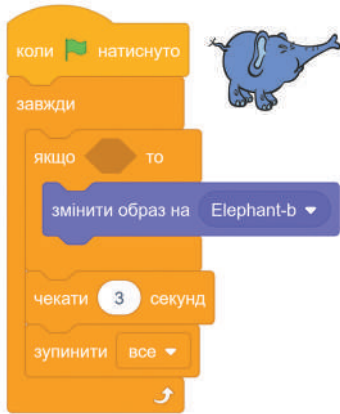 коли натиснуто
завжди
якщо то
змінити образ на Elephant-b
чекати 3 секунд
зупинити все